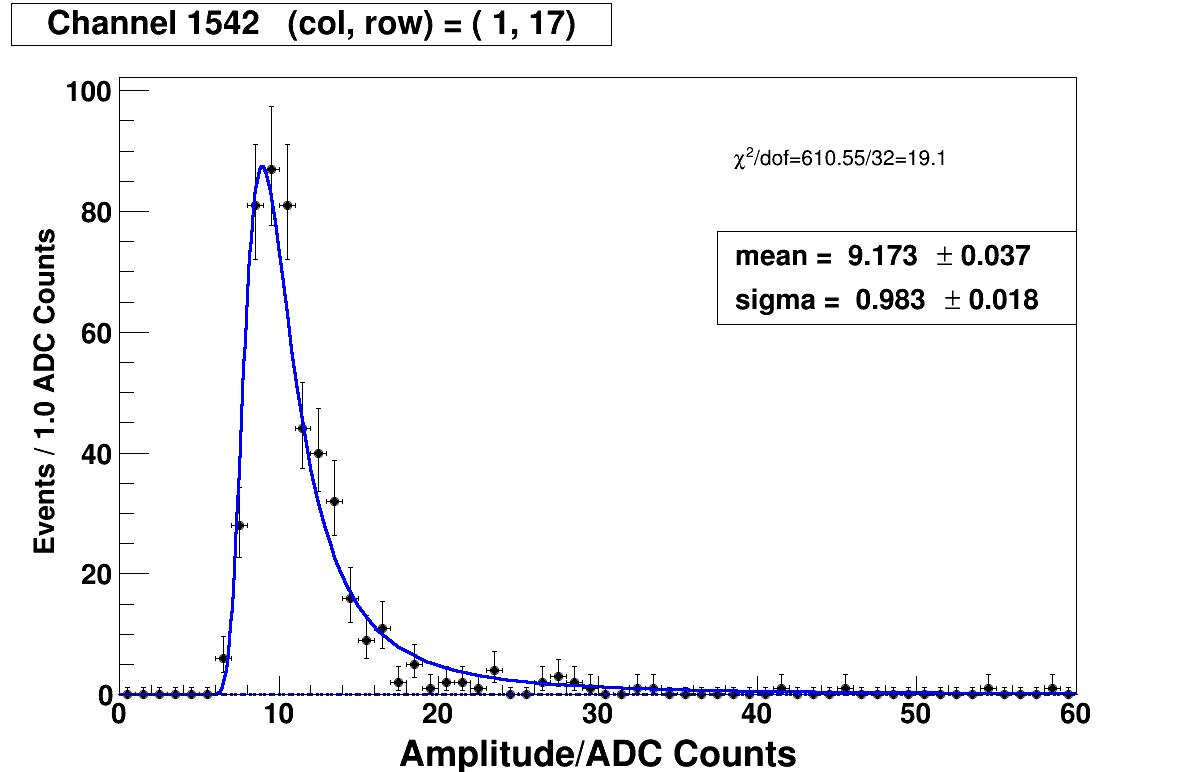 Channel 1542 (col, row) = ( 1, 17)
100
80
60
40
20
0
Events / 1.0 ADC Counts
χ²/dof=610.55/32=19.1
mean = 9.173 ± 0.037
sigma = 0.983 ± 0.018
0 10 20 30 40 50 60
Amplitude/ADC Counts